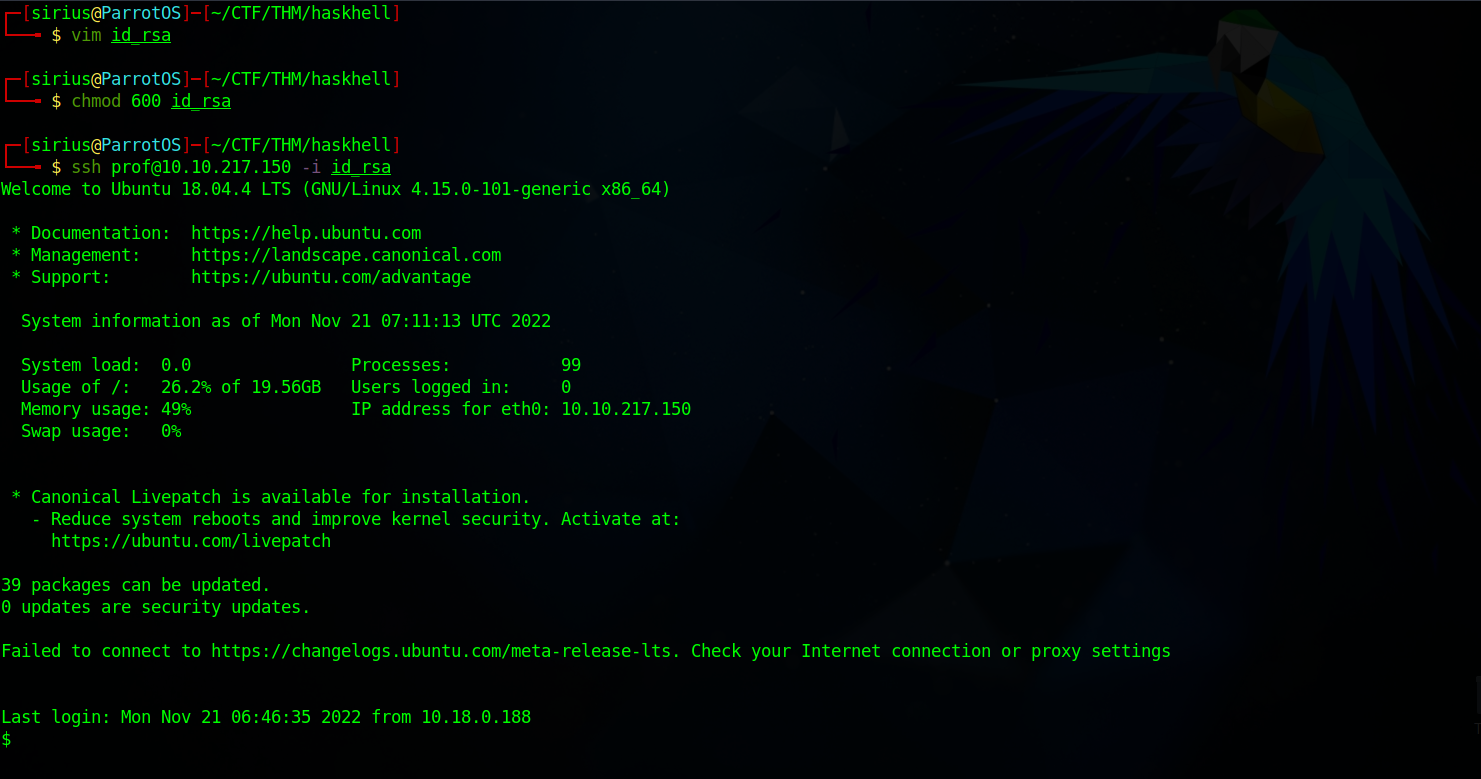 ┌─[sirius@ParrotOS]─[~/CTF/THM/haskhell]
└──╼ $ vim id_rsa
┌─[sirius@ParrotOS]─[~/CTF/THM/haskhell]
└──╼ $ chmod 600 id_rsa
┌─[sirius@ParrotOS]─[~/CTF/THM/haskhell]
└──╼ $ ssh prof@10.10.217.150 -i id_rsa
Welcome to Ubuntu 18.04.4 LTS (GNU/Linux 4.15.0-101-generic x86_64)
 * Documentation:  https://help.ubuntu.com
 * Management:     https://landscape.canonical.com
 * Support:        https://ubuntu.com/advantage
  System information as of Mon Nov 21 07:11:13 UTC 2022
  System load:  0.0                Processes:           99
  Usage of /:   26.2% of 19.56GB   Users logged in:     0
  Memory usage: 49%                IP address for eth0: 10.10.217.150
  Swap usage:   0%
 * Canonical Livepatch is available for installation.
   - Reduce system reboots and improve kernel security. Activate at:
     https://ubuntu.com/livepatch
39 packages can be updated.
0 updates are security updates.
Failed to connect to https://changelogs.ubuntu.com/meta-release-lts. Check your Internet connection or proxy settings
Last login: Mon Nov 21 06:46:35 2022 from 10.18.0.188
$